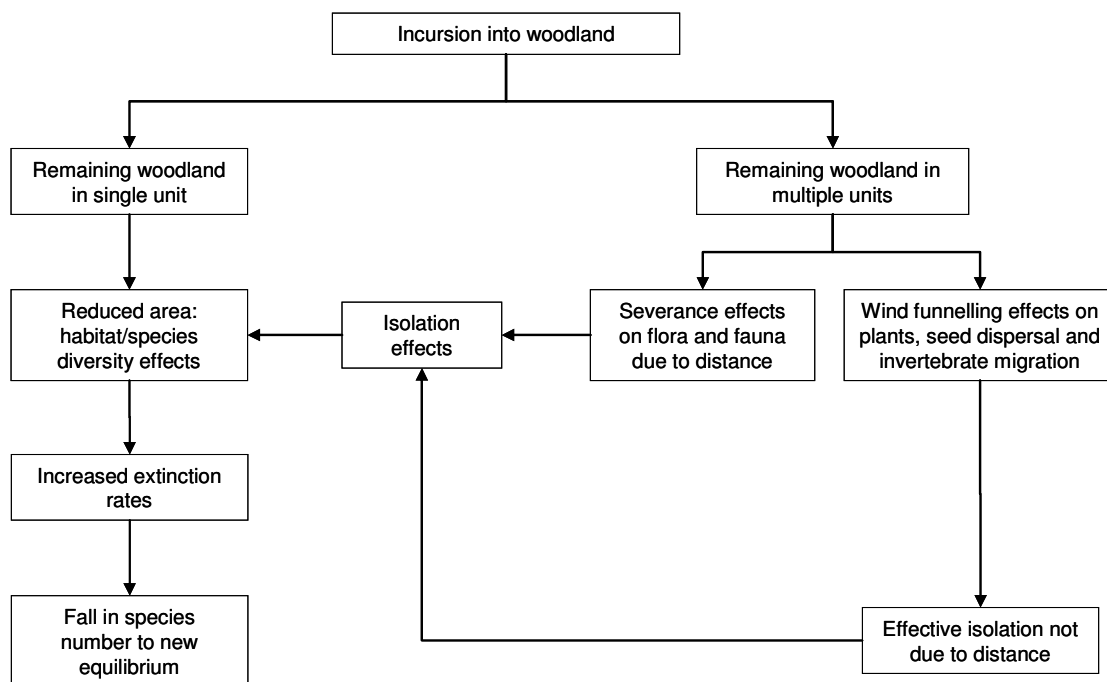 Incursion into woodland
Remaining woodland
in single unit
Remaining woodland in
multiple units
Reduced area:
habitat/species
diversity effects
Isolation
effects
Severance effects
on flora and fauna
due to distance
Wind funnelling effects on
plants, seed dispersal and
invertebrate migration
Increased extinction
rates
Fall in species
number to new
equilibrium
Effective isolation not
due to distance